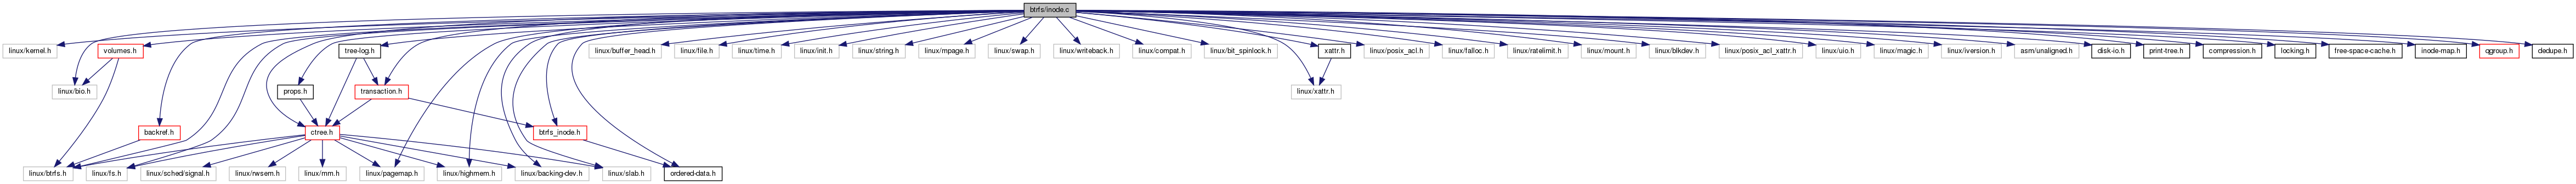 btrfs/inode.c
linux/kernel.h
volumes.h
tree-log.h
linux/buffer_head.h
linux/file.h
linux/time.h
linux/init.h
linux/string.h
linux/mpage.h
linux/swap.h
linux/writeback.h
linux/compat.h
linux/bit_spinlock.h
xattr.h
linux/posix_acl.h
linux/falloc.h
linux/ratelimit.h
linux/mount.h
linux/blkdev.h
linux/posix_acl_xattr.h
linux/uio.h
linux/magic.h
linux/iversion.h
asm/unaligned.h
disk-io.h
print-tree.h
compression.h
locking.h
free-space-cache.h
inode-map.h
qgroup.h
dedupe.h
linux/bio.h
props.h
transaction.h
linux/xattr.h
backref.h
ctree.h
btrfs_inode.h
linux/btrfs.h
linux/fs.h
linux/sched/signal.h
linux/rwsem.h
linux/mm.h
linux/pagemap.h
linux/highmem.h
linux/backing-dev.h
linux/slab.h
ordered-data.h